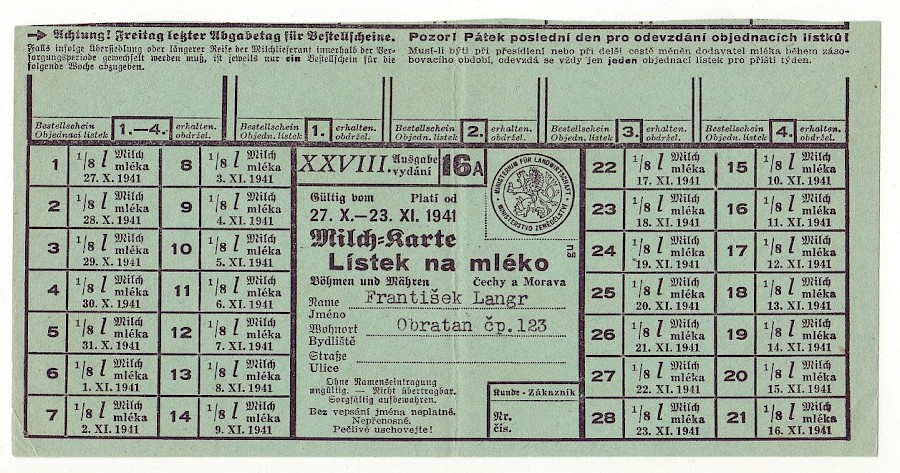 Achtung! Freitag letzter Abgabetag für Bestellscheine.
Falls infolge Übersiedlung oder längerer Reise der Milchlieferant innerhalb der Ver-
sorgungsperiode gewechselt werden muß, ist jeweils nur ein Bestellschein für die
folgende Woche abzugeben.
Pozor! Pátek poslední den pro odevzdání objednacích lístků!
Musí-li býti při přesídlení nebo při delší cestě měněn dodavatel mléka během záso-
bovacího období, odevzdá se vždy jen jeden objednací lístek pro příští týden.
Bestellschein 1.—4. erhalten.
Objednací lístek obdržel.
Bestellschein 1. erhalten.
Objedn. lístek obdržel.
Bestellschein 2. erhalten.
Objedn. lístek obdržel.
Bestellschein 3. erhalten.
Objedn. lístek obdržel.
Bestellschein 4. erhalten.
Objedn. lístek obdržel.
1 1/8 l Milch mléka 27. X. 1941
8 1/8 l Milch mléka 3. XI. 1941
2 1/8 l Milch mléka 28. X. 1941
9 1/8 l Milch mléka 4. XI. 1941
3 1/8 l Milch mléka 29. X. 1941
10 1/8 l Milch mléka 5. XI. 1941
4 1/8 l Milch mléka 30. X. 1941
11 1/8 l Milch mléka 6. XI. 1941
5 1/8 l Milch mléka 31. X. 1941
12 1/8 l Milch mléka 7. XI. 1941
6 1/8 l Milch mléka 1. XI. 1941
13 1/8 l Milch mléka 8. XI. 1941
7 1/8 l Milch mléka 2. XI. 1941
14 1/8 l Milch mléka 9. XI. 1941
XXVIII. Ausgabe vydání 16A
MINISTERIUM FÜR LANDWIRTSCHAFT
MINISTERSTVO ZEMĚDĚLSTVÍ
Gültig vom Platí od
27. X.—23. XI. 1941
Milch-Karte
Lístek na mléko
Böhmen und Mähren Čechy a Morava
Name František Langr
Jméno
Wohnort Obratan čp.123
Bydliště
Straße
Ulice
Ohne Namenseintragung
ungültig. — Nicht übertragbar.
Sorgfältig aufbewahren.
Bez vepsání jména neplatné.
Nepřenosné.
Pečlivě uschovejte!
Kunde - Zákazník
Nr.
čís.
22 1/8 l Milch mléka 17. XI. 1941
15 1/8 l Milch mléka 10. XI. 1941
23 1/8 l Milch mléka 18. XI. 1941
16 1/8 l Milch mléka 11. XI. 1941
24 1/8 l Milch mléka 19. XI. 1941
17 1/8 l Milch mléka 12. XI. 1941
25 1/8 l Milch mléka 20. XI. 1941
18 1/8 l Milch mléka 13. XI. 1941
26 1/8 l Milch mléka 21. XI. 1941
19 1/8 l Milch mléka 14. XI. 1941
27 1/8 l Milch mléka 22. XI. 1941
20 1/8 l Milch mléka 15. XI. 1941
28 1/8 l Milch mléka 23. XI. 1941
21 1/8 l Milch mléka 16. XI. 1941